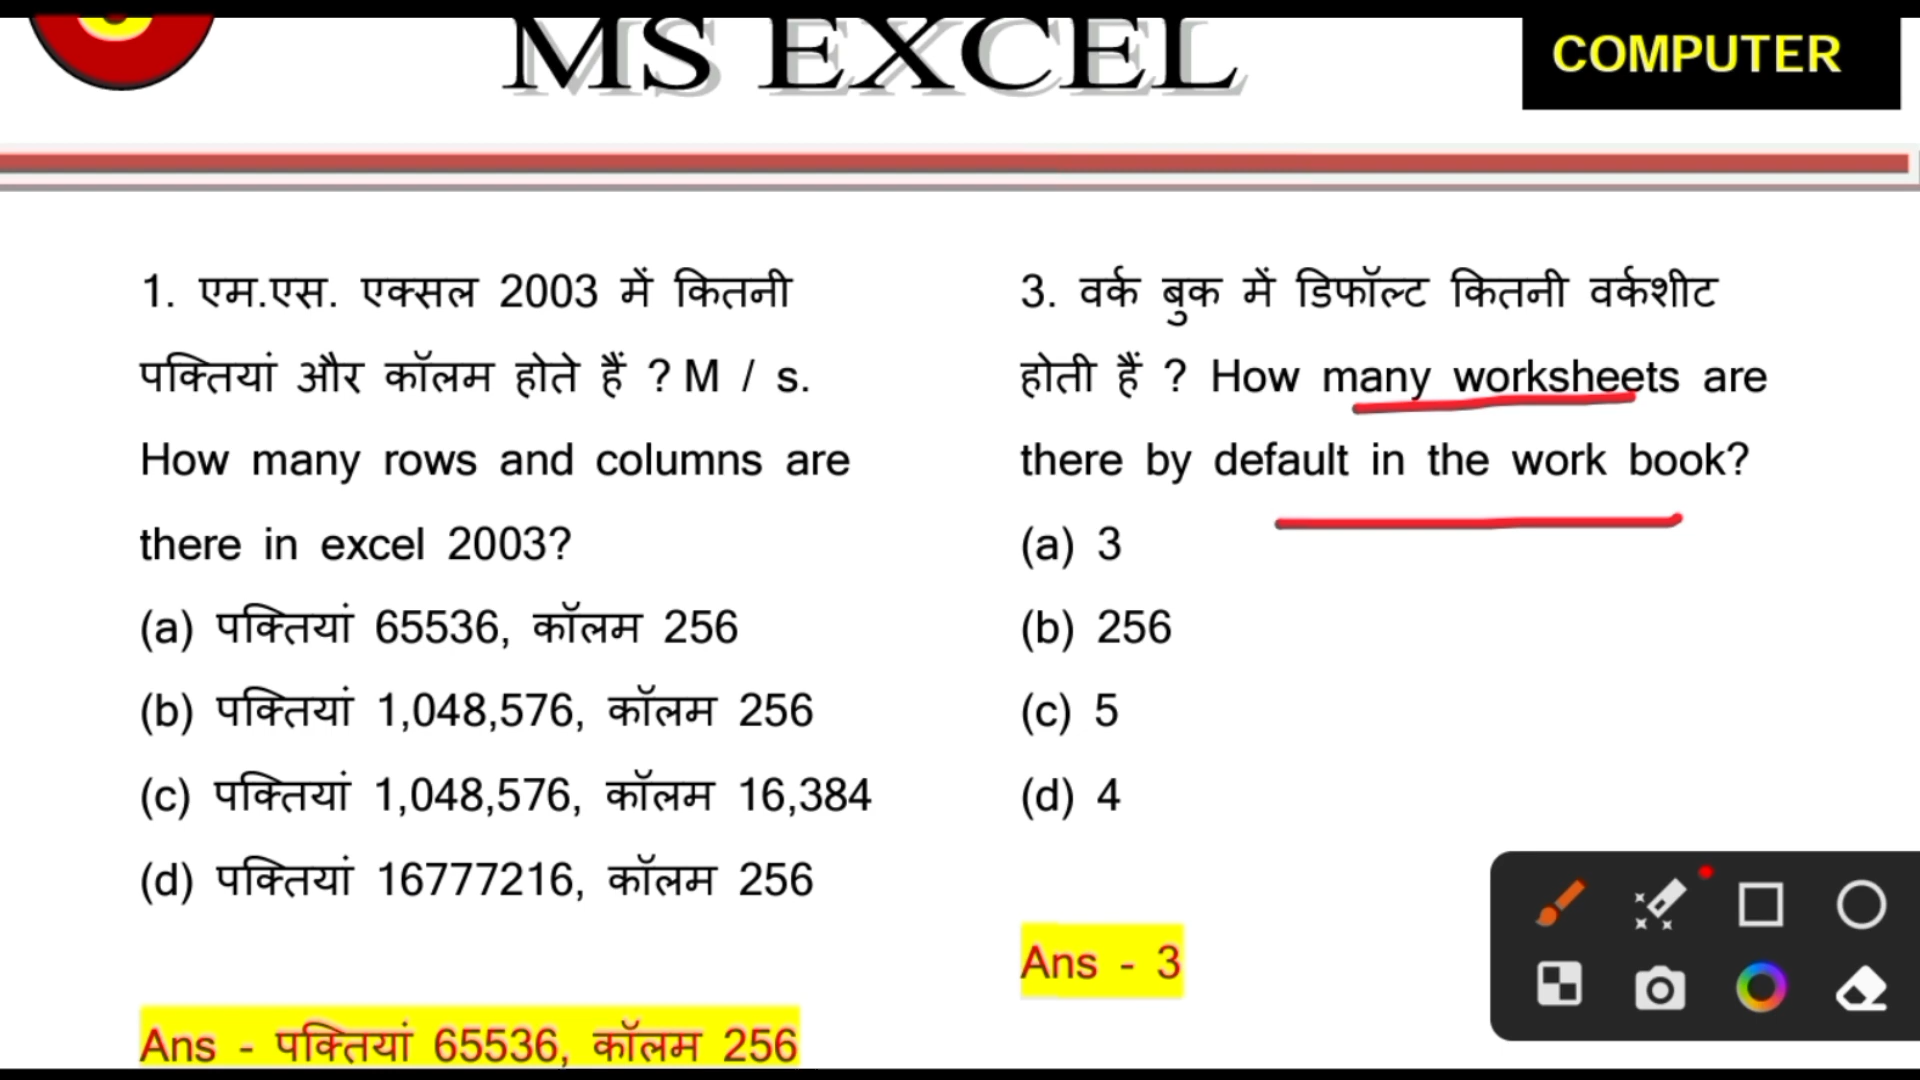 MS EXCEL
COMPUTER
1. एम.एस. एक्सल 2003 में कितनी
पक्तियां और कॉलम होते हैं ? M / s.
How many rows and columns are
there in excel 2003?
(a) पक्तियां 65536, कॉलम 256
(b) पक्तियां 1,048,576, कॉलम 256
(c) पक्तियां 1,048,576, कॉलम 16,384
(d) पक्तियां 16777216, कॉलम 256
Ans - पक्तियां 65536, कॉलम 256
3. वर्क बुक में डिफॉल्ट कितनी वर्कशीट
होती हैं ? How many worksheets are
there by default in the work book?
(a) 3
(b) 256
(c) 5
(d) 4
Ans - 3